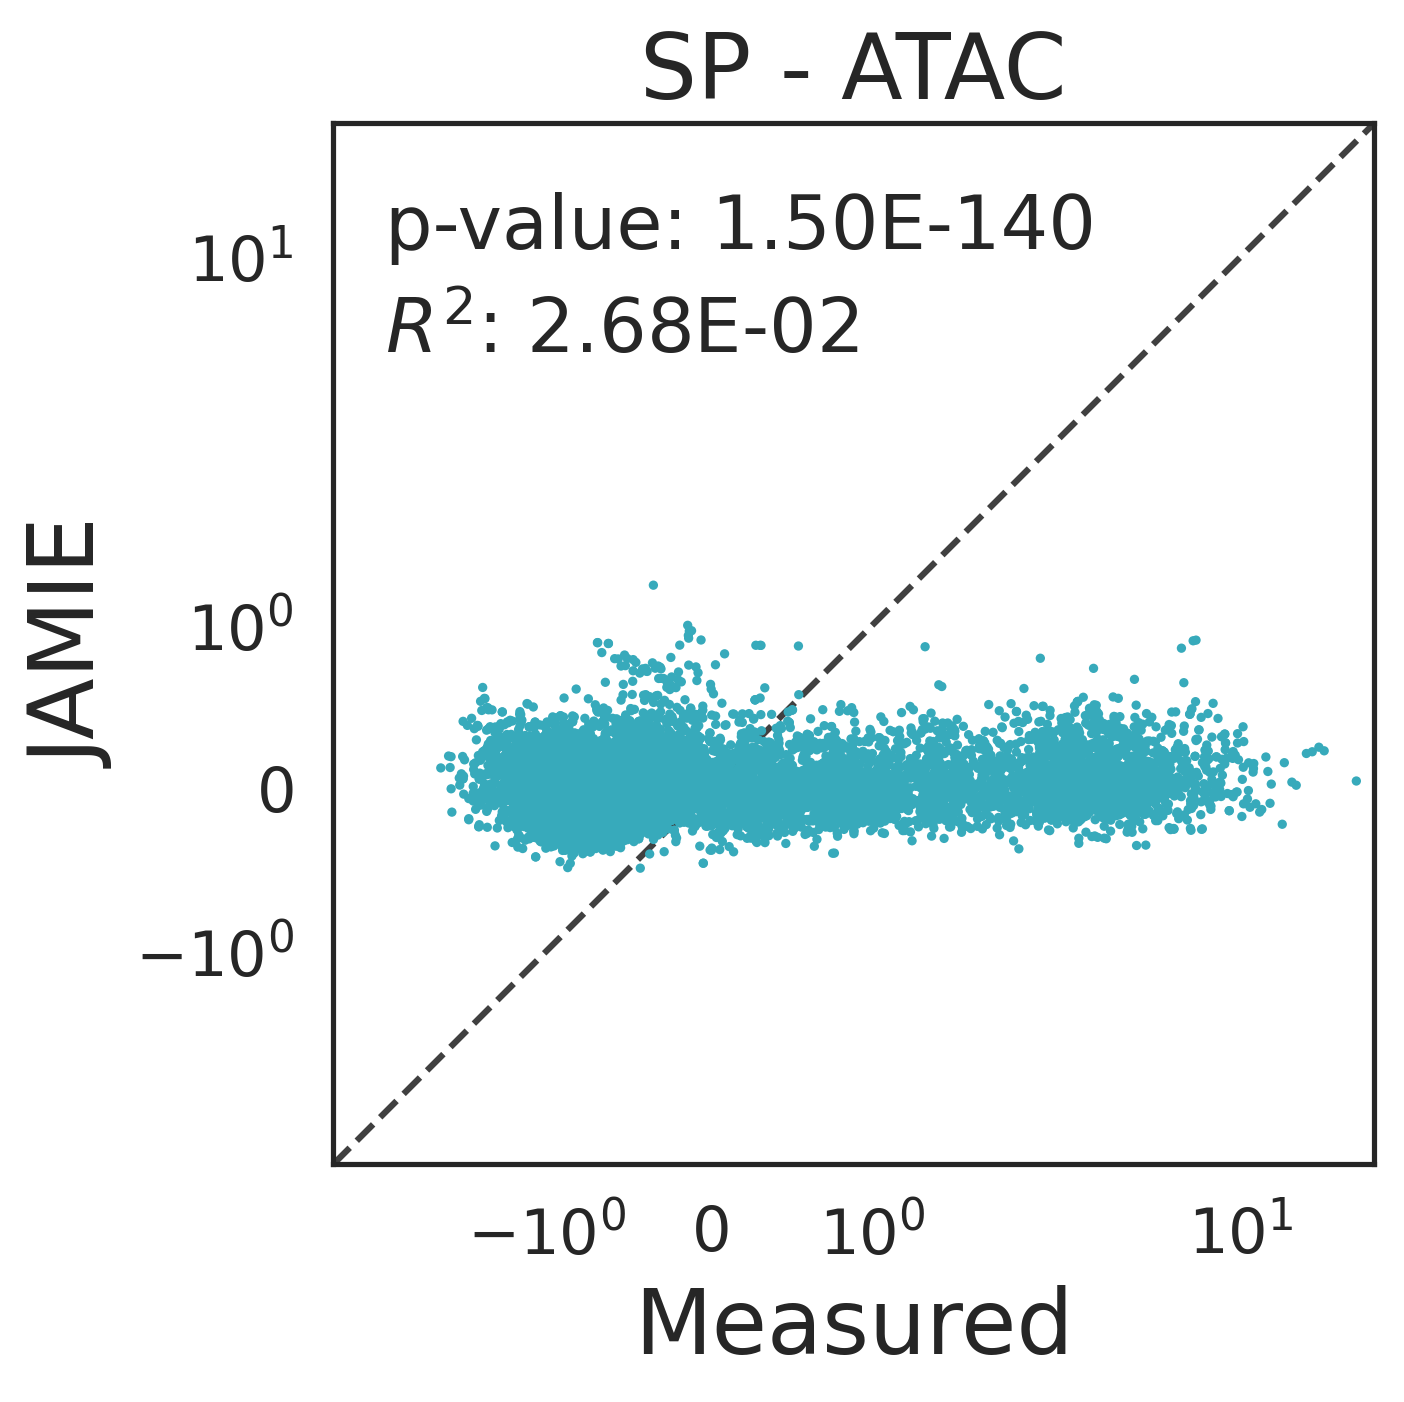 SP - ATAC
p-value: 1.50E-140
R²: 2.68E-02
10¹
10⁰
0
−10⁰
JAMIE
−10⁰ 0 10⁰ 10¹
Measured